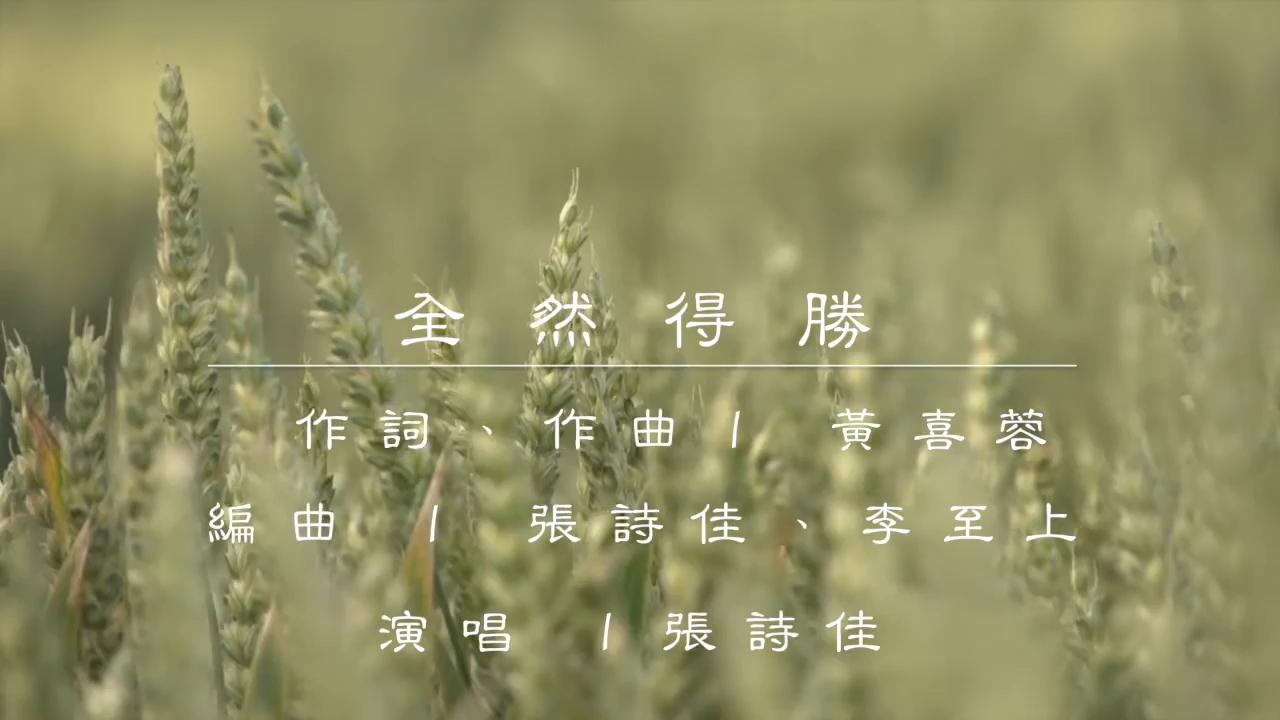 全然得勝
作詞、作曲 / 黃喜蓉
編曲 / 張詩佳、李至上
演唱 / 張詩佳